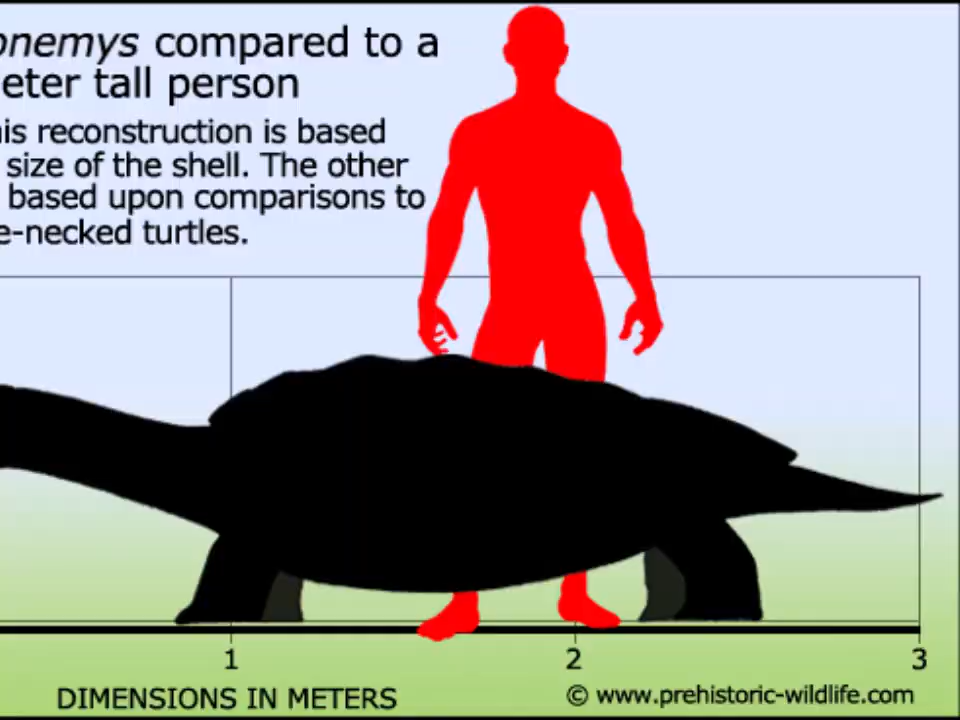 onemys compared to a
eter tall person
is reconstruction is based
size of the shell. The other
based upon comparisons to
e-necked turtles.
1 2 3
DIMENSIONS IN METERS © www.prehistoric-wildlife.com